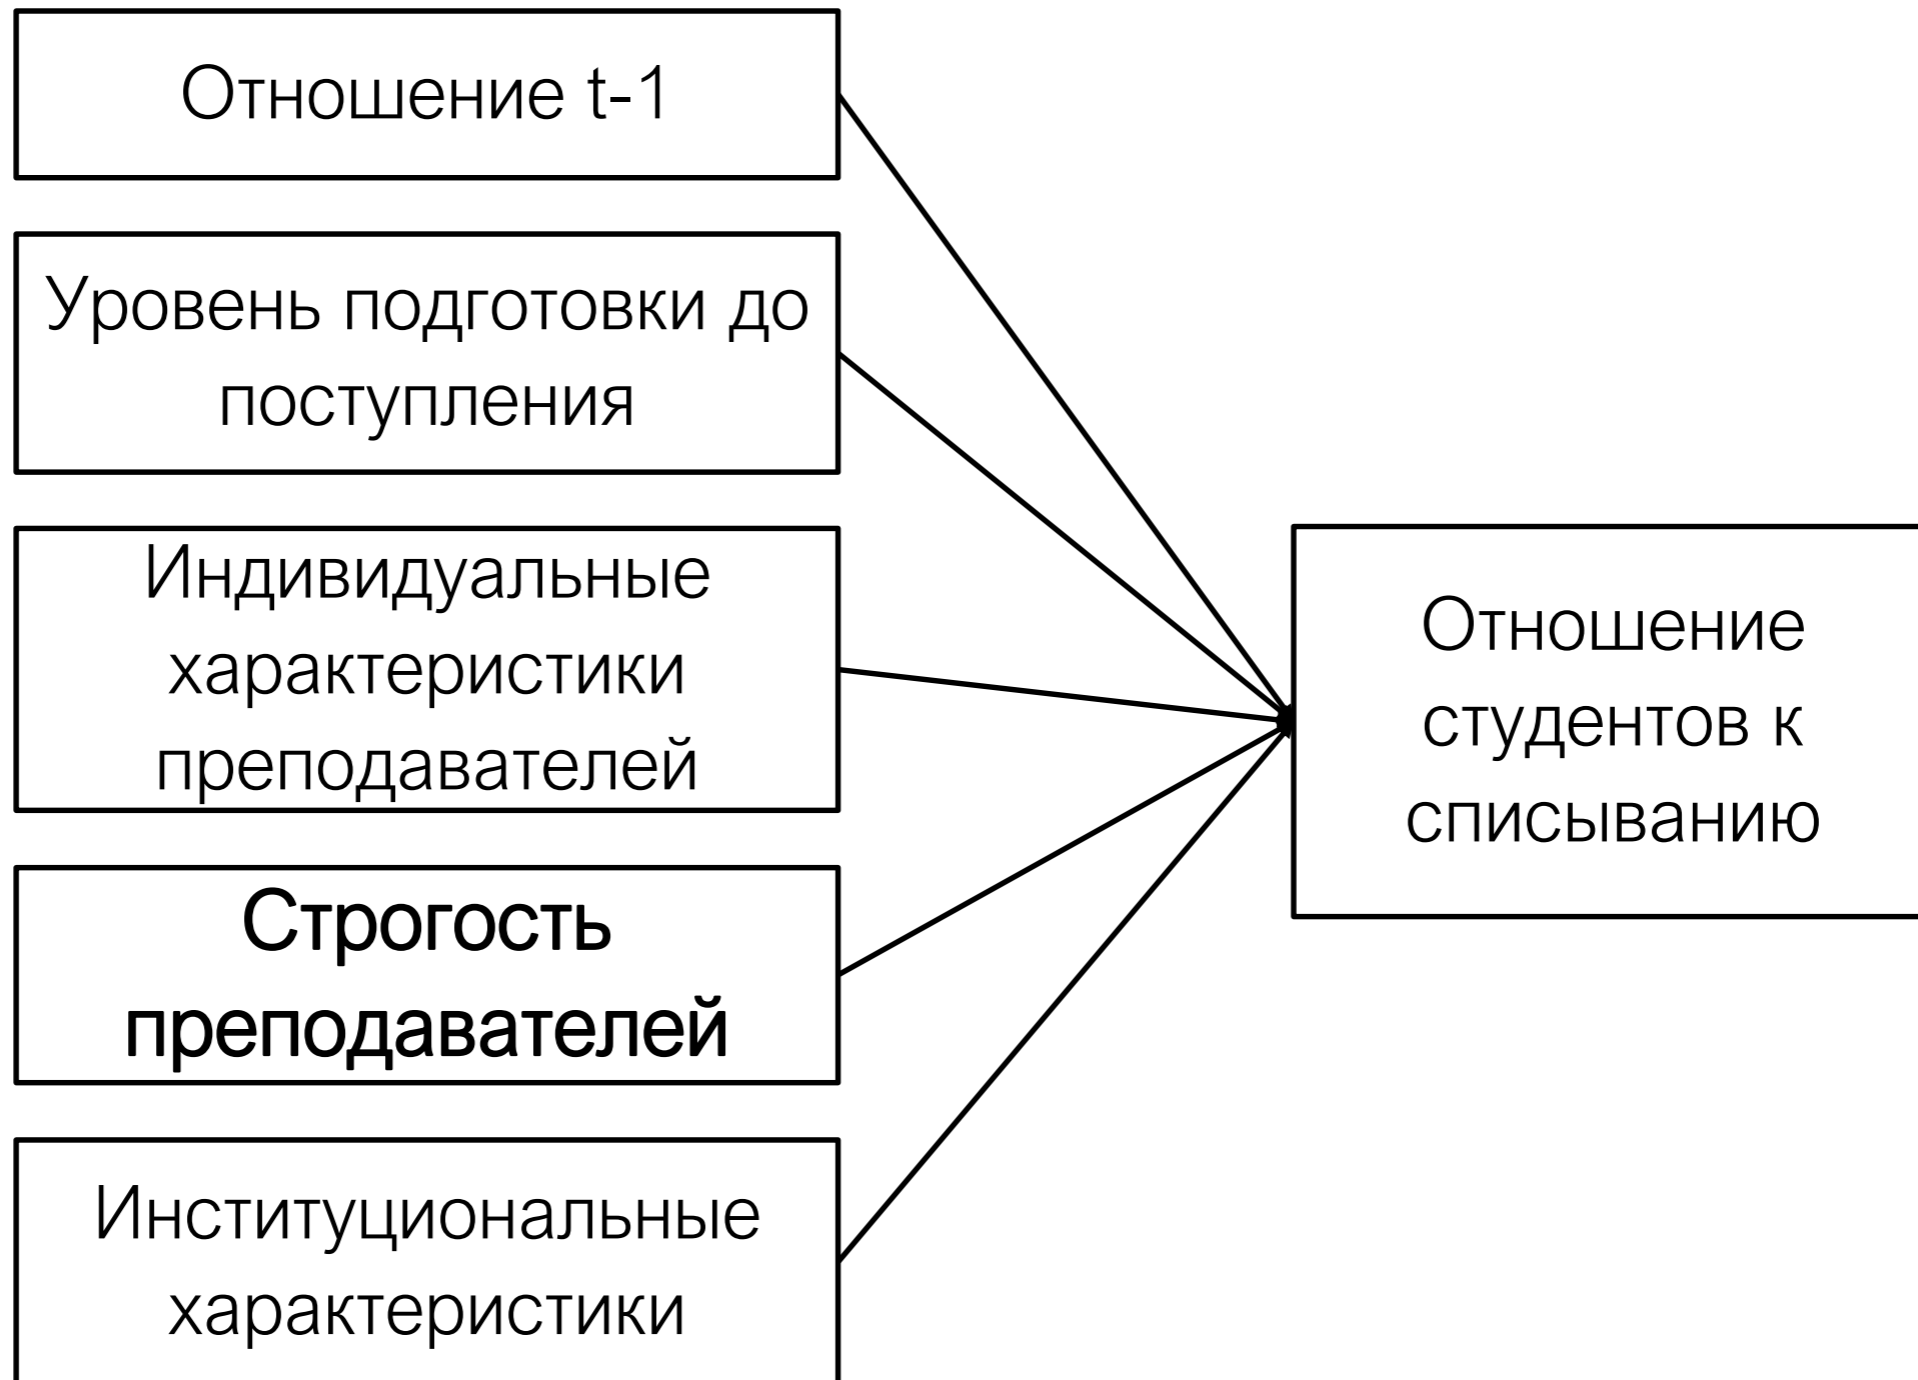 Отношение t-1
Уровень подготовки до
поступления
Индивидуальные
характеристики
преподавателей
Строгость
преподавателей
Институциональные
характеристики
Отношение
студентов к
списыванию